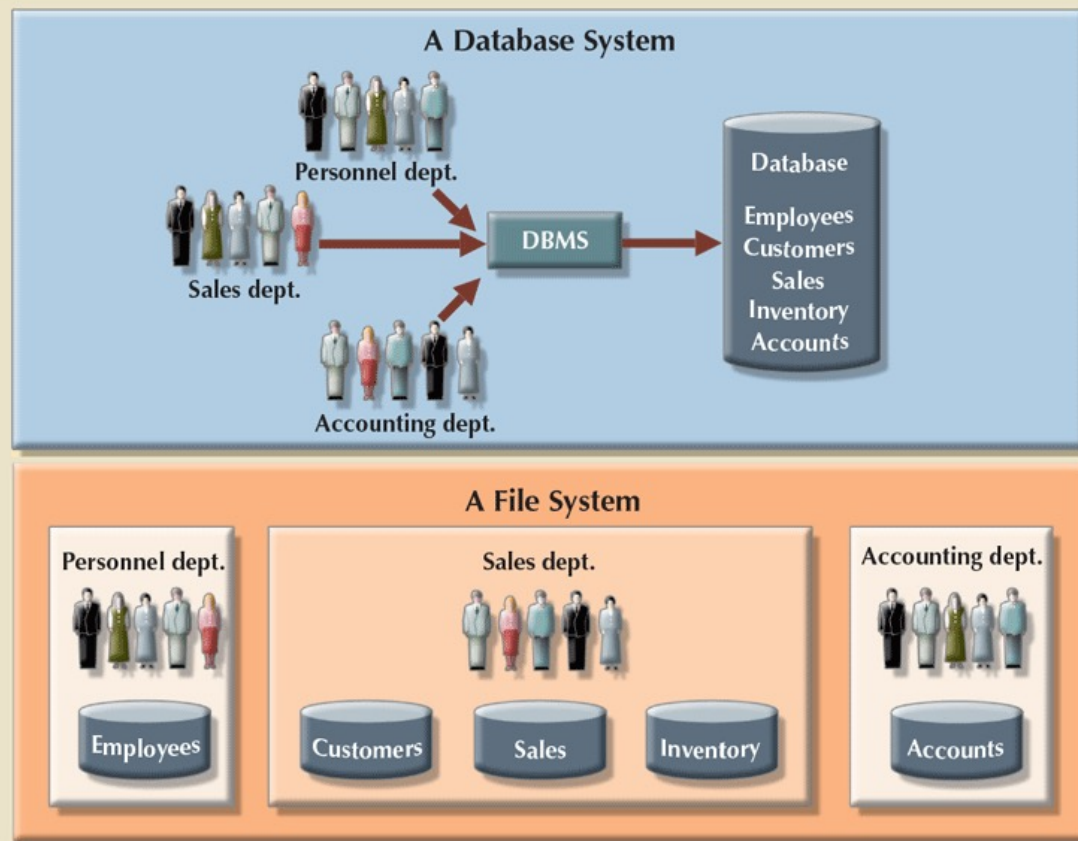 A Database System
Personnel dept.
Sales dept.
Accounting dept.
DBMS
Database
Employees
Customers
Sales
Inventory
Accounts
A File System
Personnel dept.
Employees
Sales dept.
Customers
Sales
Inventory
Accounting dept.
Accounts